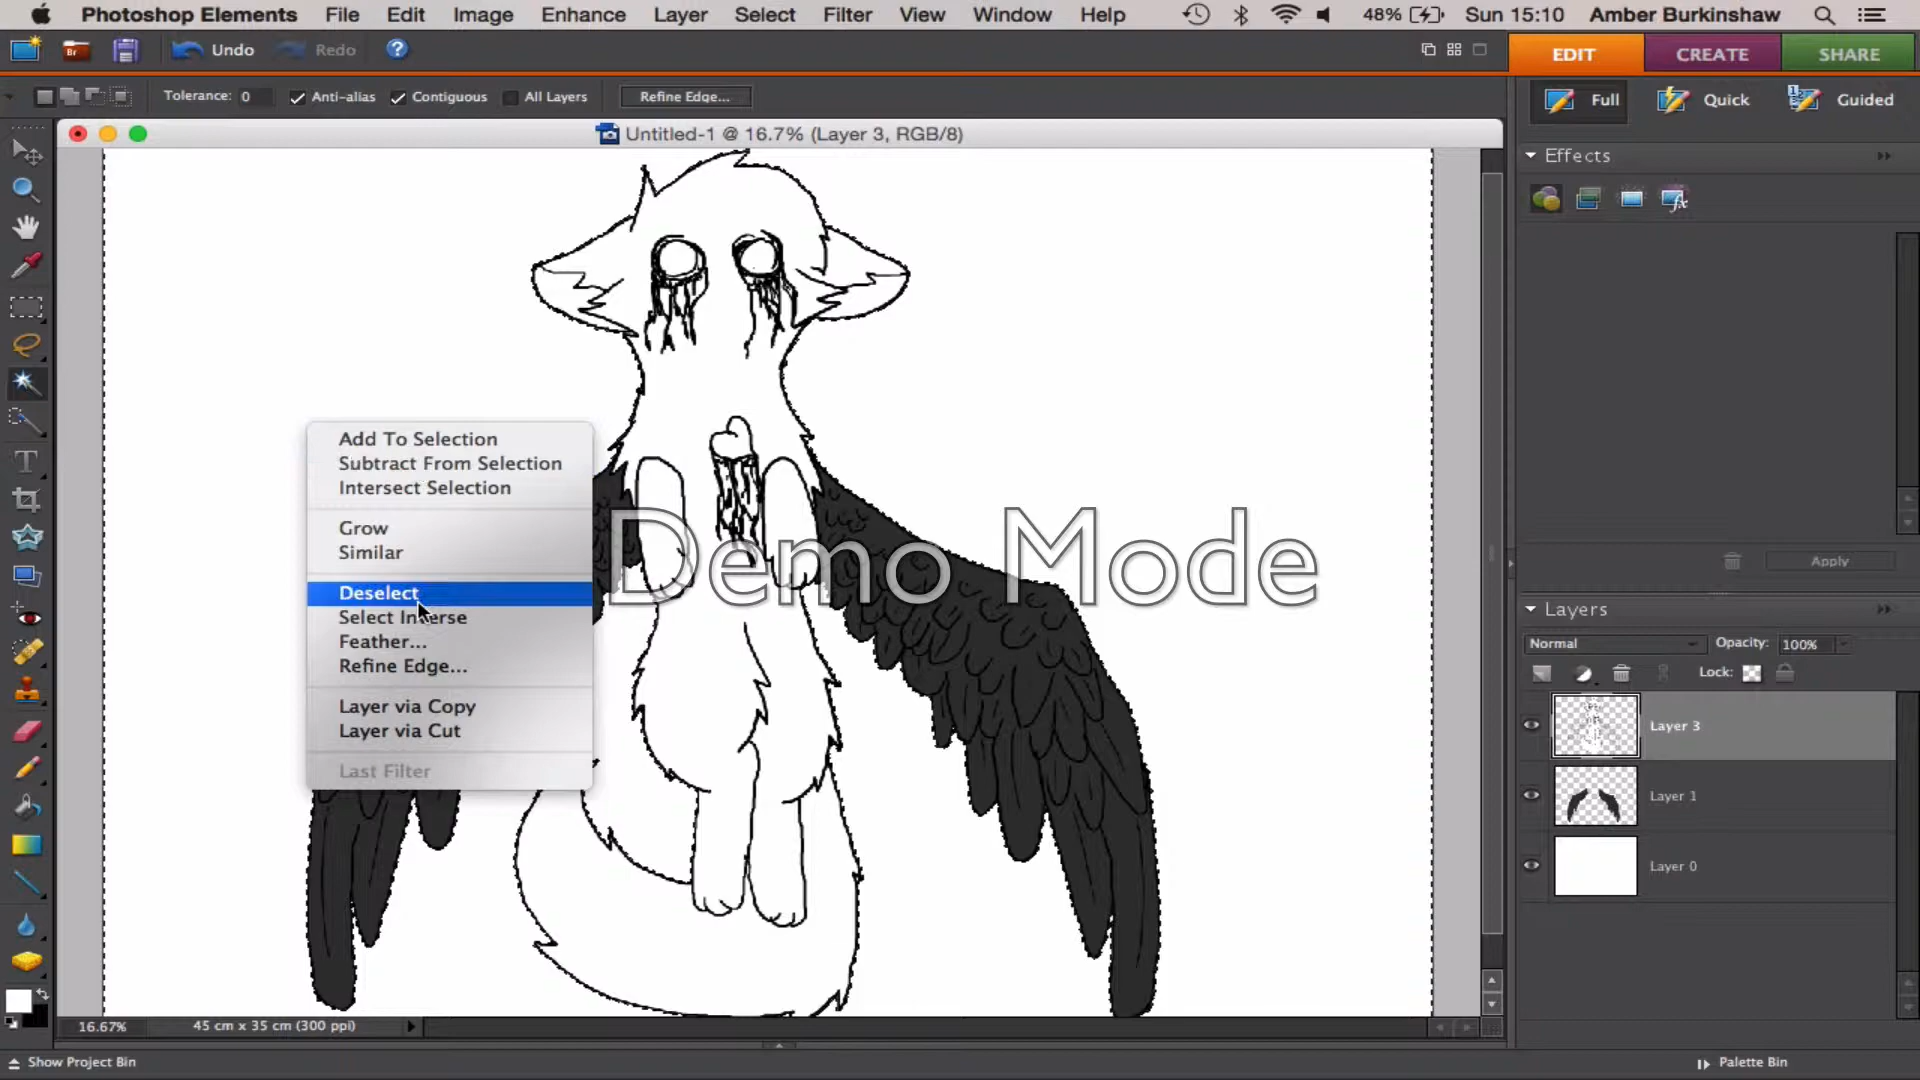 Photoshop Elements File Edit Image Enhance Layer Select Filter View Window Help 48% Sun 15:10 Amber Burkinshaw
Br Undo Redo ? EDIT CREATE SHARE
Tolerance: 0 Anti-alias Contiguous All Layers Refine Edge... Full Quick Guided
Untitled-1 @ 16.7% (Layer 3, RGB/8)
Effects
fx
Add To Selection
Subtract From Selection
Intersect Selection
Grow
Similar
Deselect
Select Inverse
Feather...
Refine Edge...
Layer via Copy
Layer via Cut
Last Filter
Demo Mode
Apply
Layers
Normal Opacity: 100%
Lock:
Layer 3
Layer 1
Layer 0
16.67% 45 cm x 35 cm (300 ppi)
Show Project Bin Palette Bin